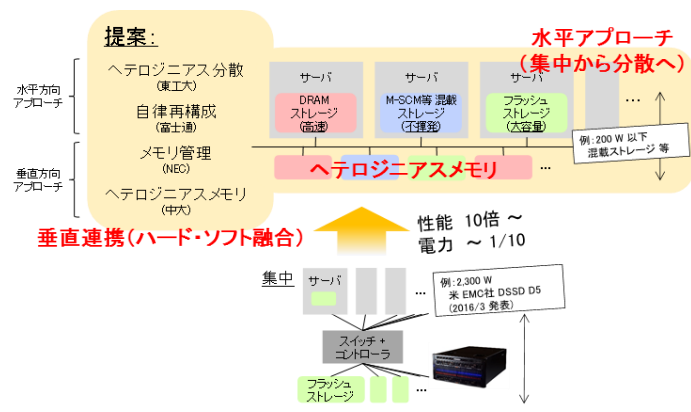 提案:
水平アプローチ
(集中から分散へ)
水平方向
アプローチ
ヘテロジニアス分散
(東工大)
自律再構成
(富士通)
サーバ
DRAM
ストレージ
(高速)
サーバ
M-SCM等 混載
ストレージ
(不揮発)
サーバ
フラッシュ
ストレージ
(大容量)
…
例:200 W 以下
混載ストレージ 等
垂直方向
アプローチ
メモリ管理
(NEC)
ヘテロジニアスメモリ
(中大)
ヘテロジニアスメモリ
…
垂直連携(ハード・ソフト融合)
性能 10倍 ~
電力 ~ 1/10
集中
サーバ
…
例:2,300 W
米 EMC社 DSSD D5
(2016/3 発表)
スイッチ +
コントローラ
フラッシュ
ストレージ
…